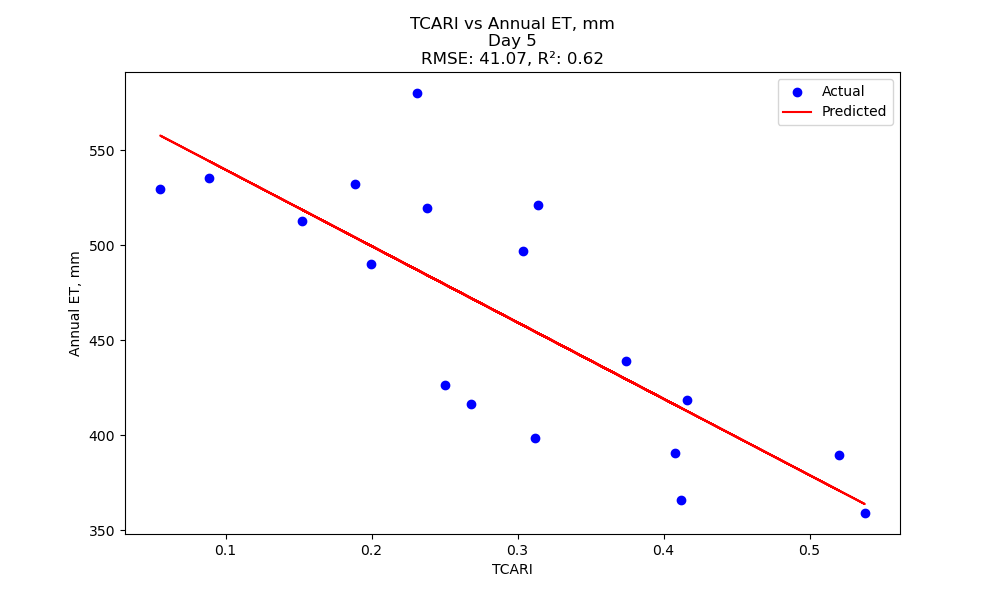 TCARI vs Annual ET, mm
Day 5
RMSE: 41.07, R²: 0.62
Actual
Predicted
550
500
450
400
350
Annual ET, mm
0.1
0.2
0.3
0.4
0.5
TCARI